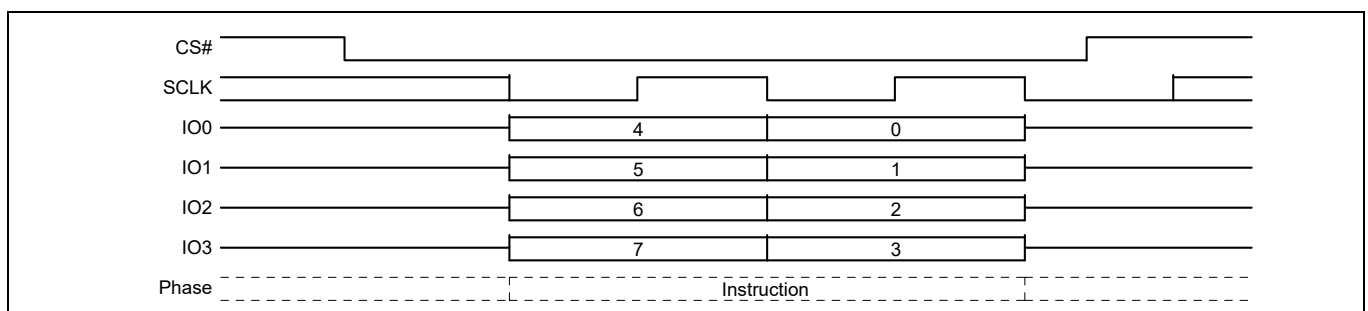 CS#
SCLK
IO0 4 0
IO1 5 1
IO2 6 2
IO3 7 3
Phase Instruction